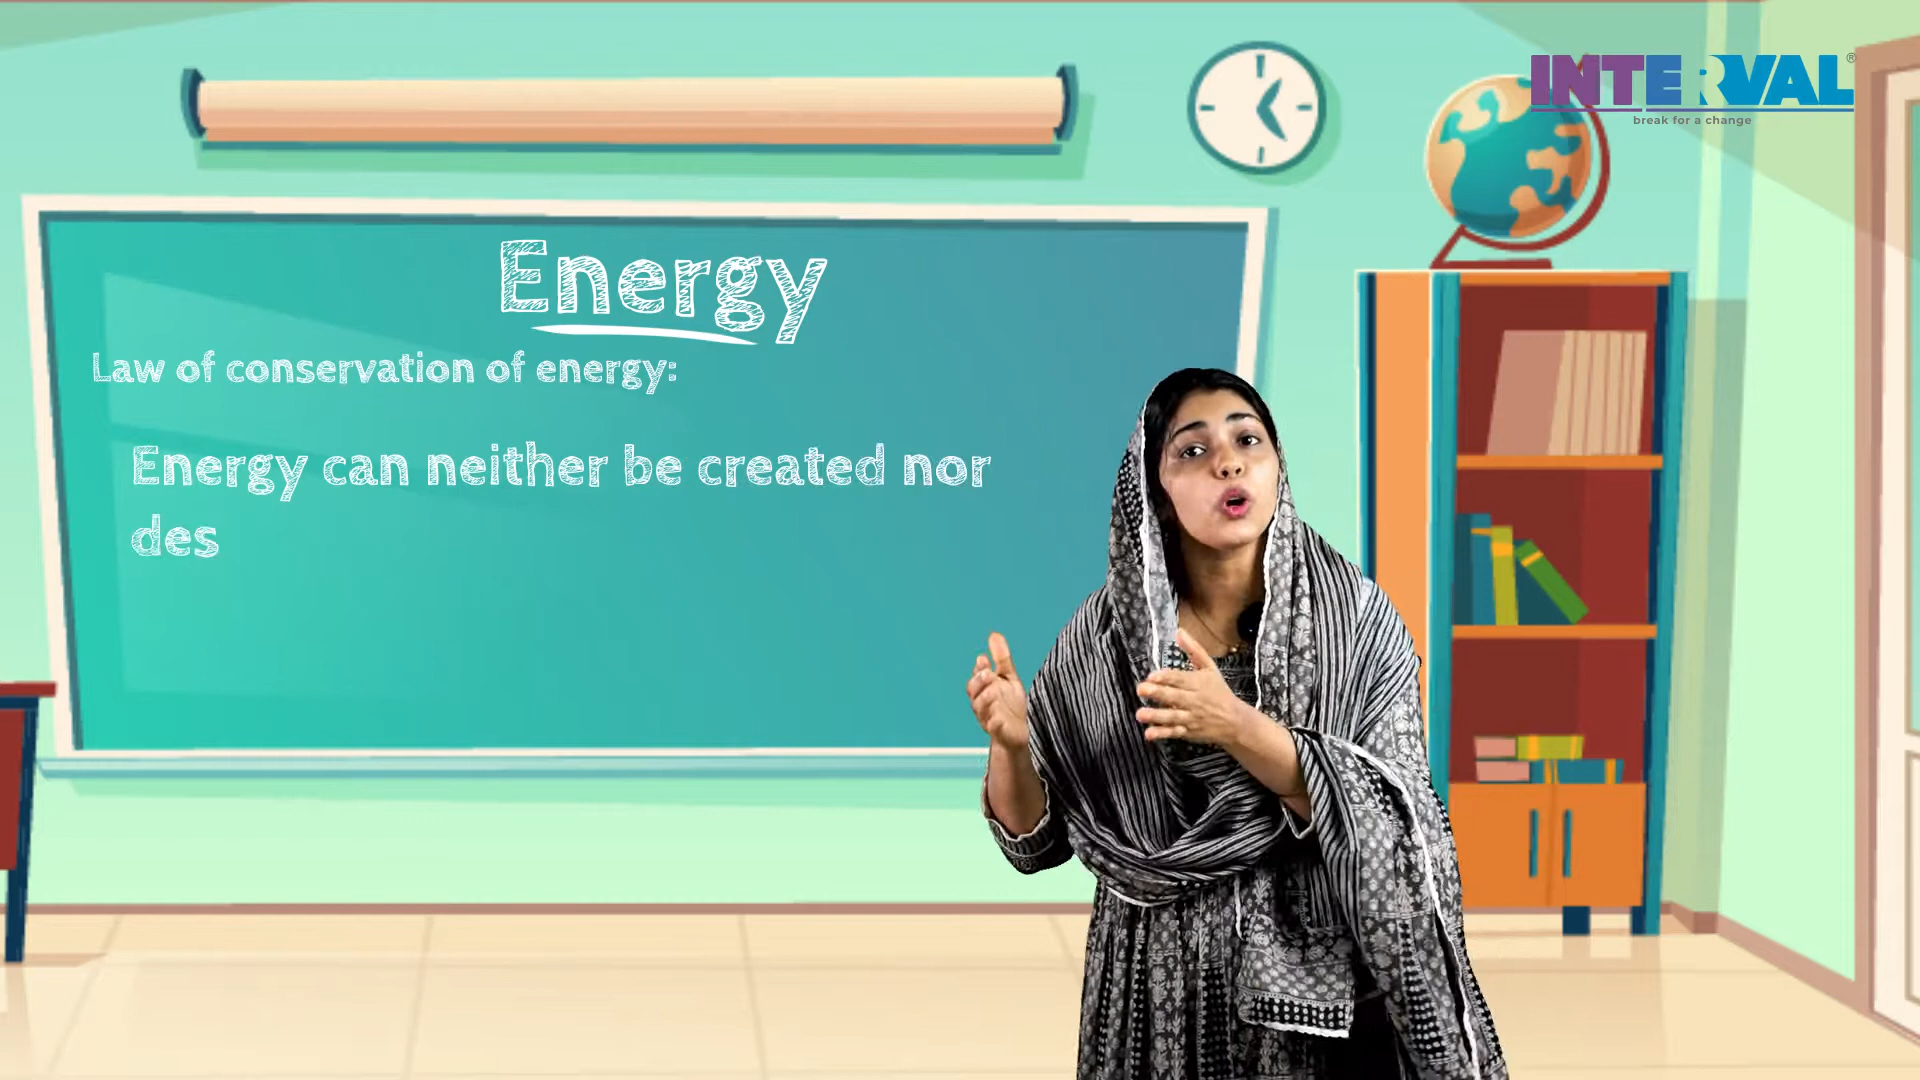 INTERVAL®
break for a change
Energy
Law of conservation of energy:
Energy can neither be created nor
des